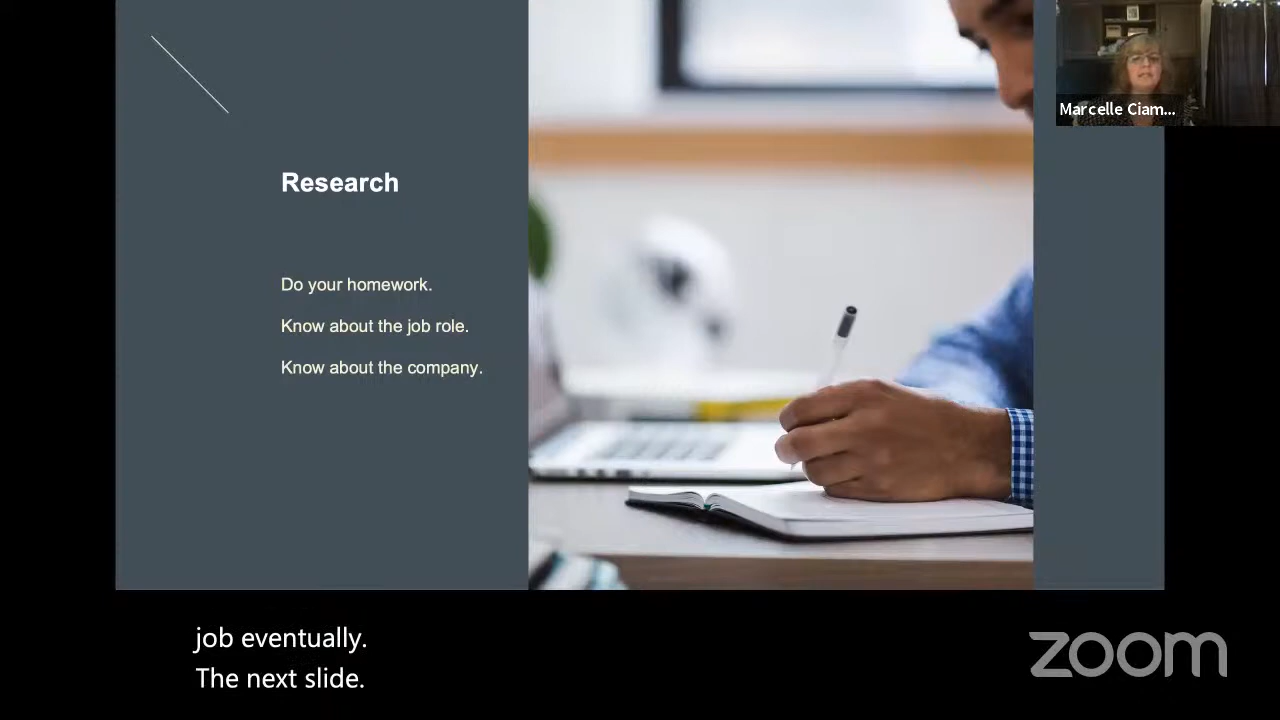 Research
Do your homework.
Know about the job role.
Know about the company.
Marcelle Ciam...
job eventually.
The next slide.
zoom